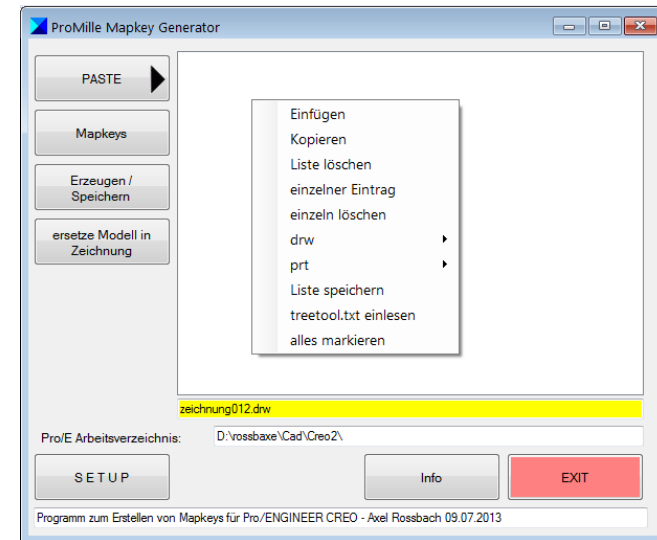 ProMille Mapkey Generator
PASTE
Mapkeys
Erzeugen /
Speichern
ersetze Modell in
Zeichnung
Einfügen
Kopieren
Liste löschen
einzelner Eintrag
einzeln löschen
drw
prt
Liste speichern
treetool.txt einlesen
alles markieren
zeichnung012.drw
Pro/E Arbeitsverzeichnis: D:\rossbaxe\Cad\Creo2\
S E T U P Info EXIT
Programm zum Erstellen von Mapkeys für Pro/ENGINEER CREO - Axel Rossbach 09.07.2013